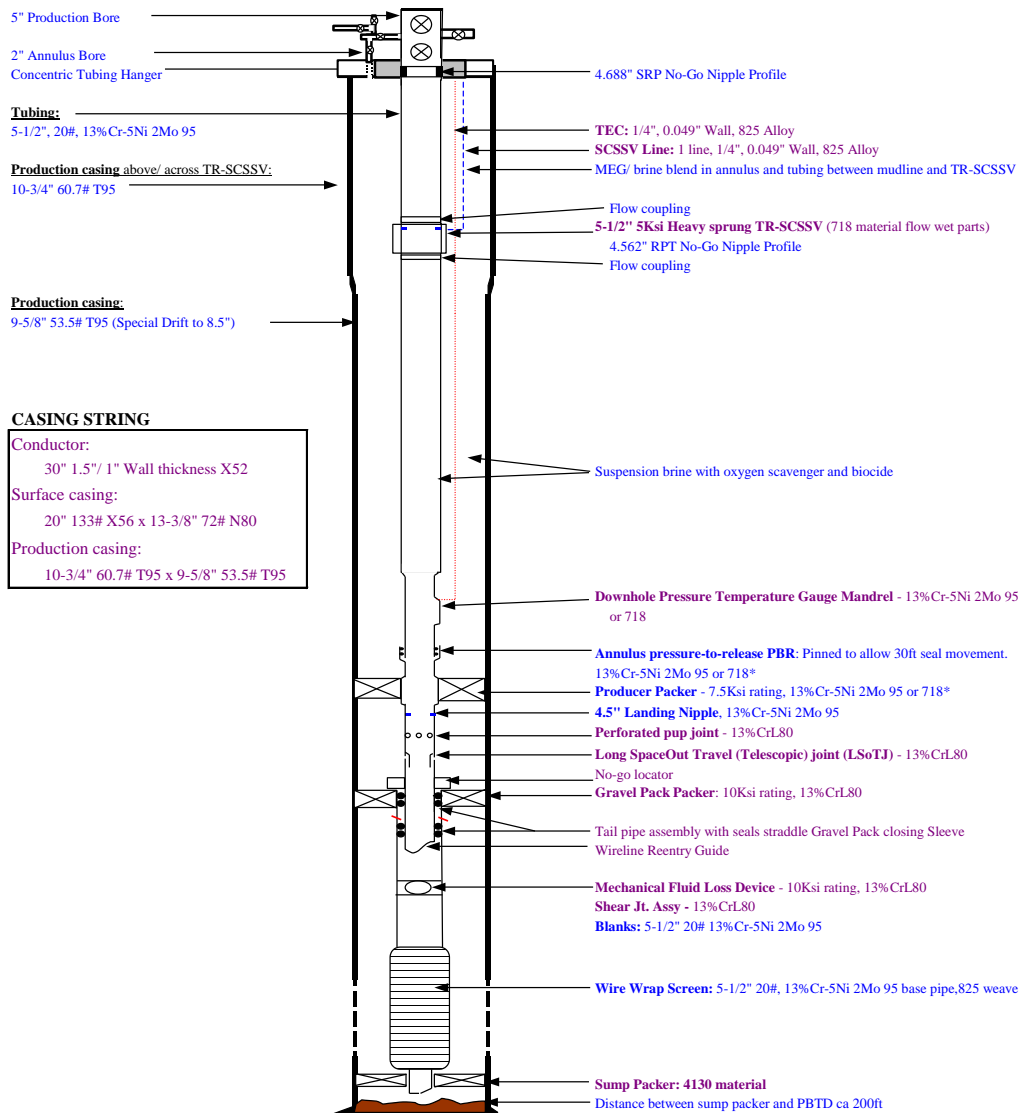 5" Production Bore
2" Annulus Bore
Concentric Tubing Hanger
Tubing:
5-1/2", 20#, 13%Cr-5Ni 2Mo 95
Production casing above/ across TR-SCSSV:
10-3/4" 60.7# T95
Production casing:
9-5/8" 53.5# T95 (Special Drift to 8.5")
CASING STRING
Conductor:
30" 1.5"/ 1" Wall thickness X52
Surface casing:
20" 133# X56 x 13-3/8" 72# N80
Production casing:
10-3/4" 60.7# T95 x 9-5/8" 53.5# T95
4.688" SRP No-Go Nipple Profile
TEC: 1/4", 0.049" Wall, 825 Alloy
SCSSV Line: 1 line, 1/4", 0.049" Wall, 825 Alloy
MEG/ brine blend in annulus and tubing between mudline and TR-SCSSV
Flow coupling
5-1/2" 5Ksi Heavy sprung TR-SCSSV (718 material flow wet parts)
4.562" RPT No-Go Nipple Profile
Flow coupling
Suspension brine with oxygen scavenger and biocide
Downhole Pressure Temperature Gauge Mandrel - 13%Cr-5Ni 2Mo 95
or 718
Annulus pressure-to-release PBR: Pinned to allow 30ft seal movement.
13%Cr-5Ni 2Mo 95 or 718*
Producer Packer - 7.5Ksi rating, 13%Cr-5Ni 2Mo 95 or 718*
4.5" Landing Nipple, 13%Cr-5Ni 2Mo 95
Perforated pup joint - 13%CrL80
Long SpaceOut Travel (Telescopic) joint (LSoTJ) - 13%CrL80
No-go locator
Gravel Pack Packer: 10Ksi rating, 13%CrL80
Tail pipe assembly with seals straddle Gravel Pack closing Sleeve
Wireline Reentry Guide
Mechanical Fluid Loss Device - 10Ksi rating, 13%CrL80
Shear Jt. Assy - 13%CrL80
Blanks: 5-1/2" 20# 13%Cr-5Ni 2Mo 95
Wire Wrap Screen: 5-1/2" 20#, 13%Cr-5Ni 2Mo 95 base pipe,825 weave
Sump Packer: 4130 material
Distance between sump packer and PBTD ca 200ft